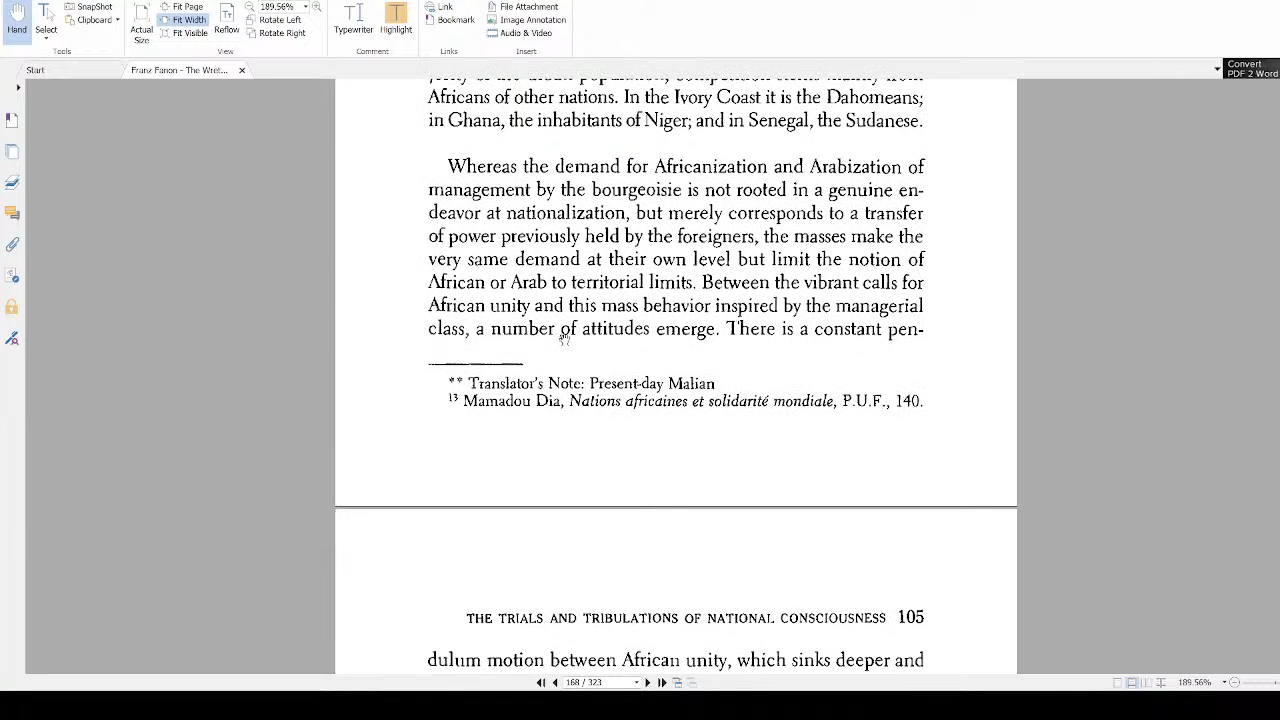 SnapShot
Clipboard
Hand
Select
Tools
Actual
Size
Fit Page
Fit Width
Fit Visible
Reflow
189.56%
Rotate Left
Rotate Right
View
Typewriter
Highlight
Comment
Link
Bookmark
Links
File Attachment
Image Annotation
Audio & Video
Insert
Start
Franz Fanon - The Wret...
Convert
PDF 2 Word
Africans of other nations. In the Ivory Coast it is the Dahomeans;
in Ghana, the inhabitants of Niger; and in Senegal, the Sudanese.
Whereas the demand for Africanization and Arabization of
management by the bourgeoisie is not rooted in a genuine en-
deavor at nationalization, but merely corresponds to a transfer
of power previously held by the foreigners, the masses make the
very same demand at their own level but limit the notion of
African or Arab to territorial limits. Between the vibrant calls for
African unity and this mass behavior inspired by the managerial
class, a number of attitudes emerge. There is a constant pen-
** Translator's Note: Present-day Malian
13 Mamadou Dia, Nations africaines et solidarité mondiale, P.U.F., 140.
THE TRIALS AND TRIBULATIONS OF NATIONAL CONSCIOUSNESS 105
dulum motion between African unity, which sinks deeper and
168 / 323
189.56%